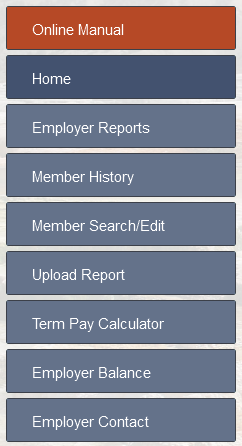 Online Manual
Home
Employer Reports
Member History
Member Search/Edit
Upload Report
Term Pay Calculator
Employer Balance
Employer Contact